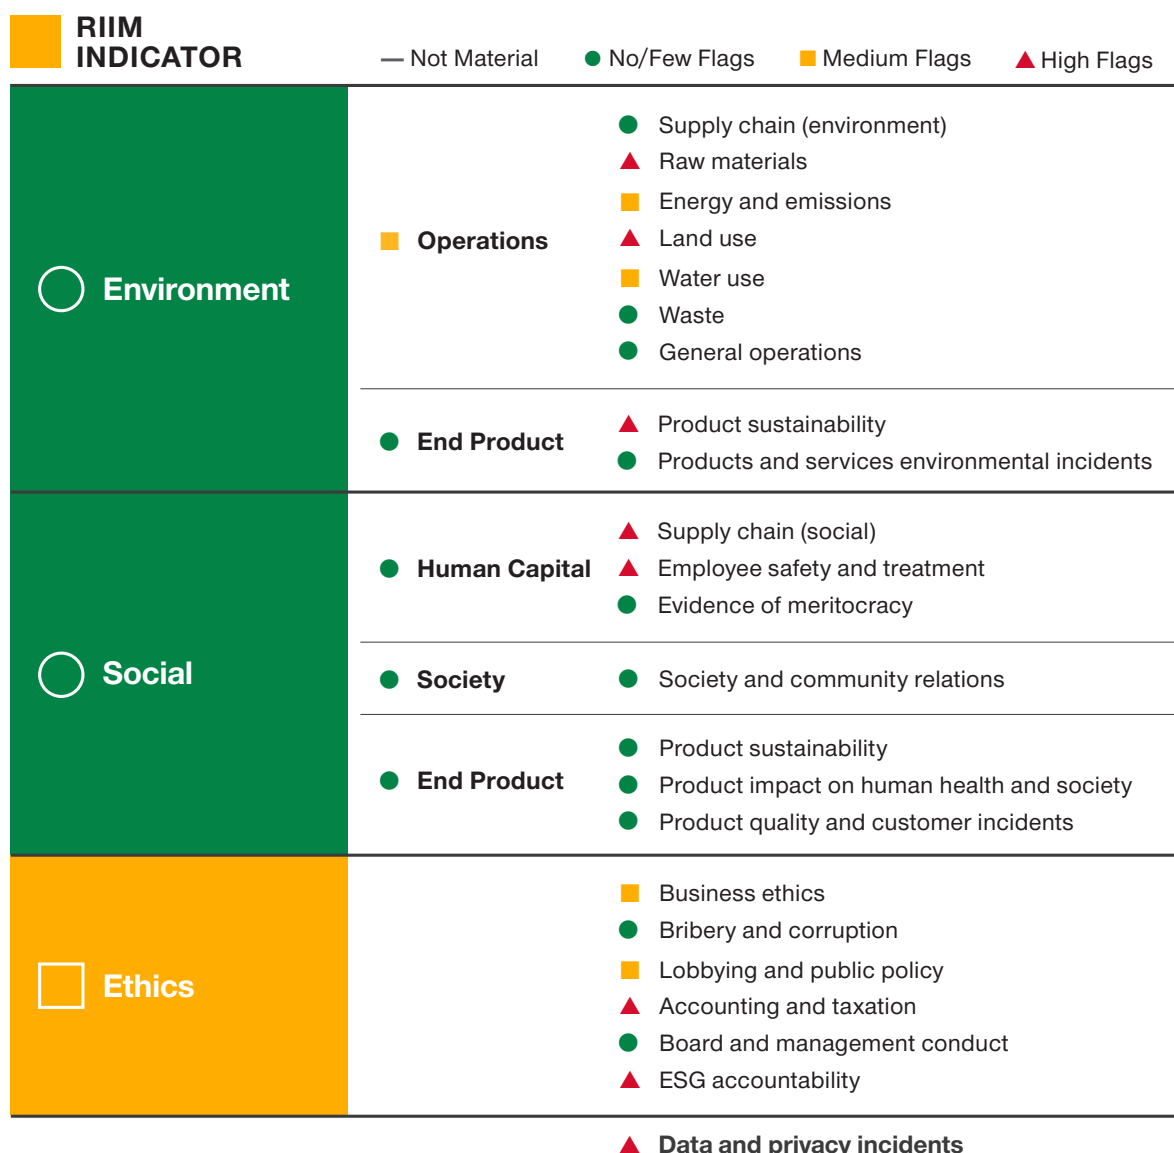 RIIM
INDICATOR
— Not Material
No/Few Flags
Medium Flags
High Flags
Environment
Operations
Supply chain (environment)
Raw materials
Energy and emissions
Land use
Water use
Waste
General operations
End Product
Product sustainability
Products and services environmental incidents
Social
Human Capital
Supply chain (social)
Employee safety and treatment
Evidence of meritocracy
Society
Society and community relations
End Product
Product sustainability
Product impact on human health and society
Product quality and customer incidents
Ethics
Business ethics
Bribery and corruption
Lobbying and public policy
Accounting and taxation
Board and management conduct
ESG accountability
Data and privacy incidents